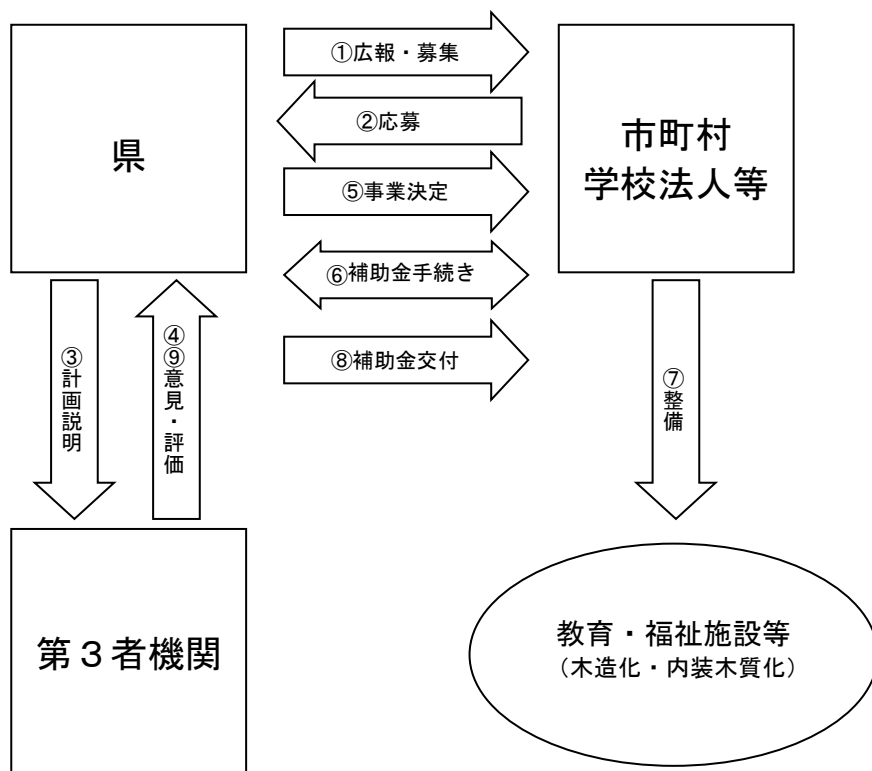 県
①広報・募集
②応募
⑤事業決定
⑥補助金手続き
⑧補助金交付
市町村
学校法人等
③計画説明
④⑨意見・評価
⑦整備
第３者機関
教育・福祉施設等
（木造化・内装木質化）